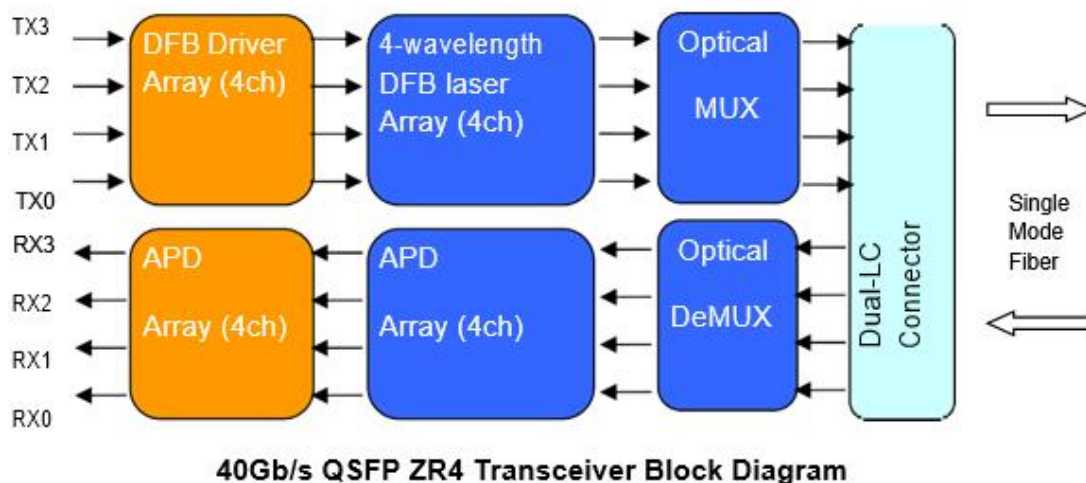 TX3
TX2
TX1
TX0
DFB Driver
Array (4ch)
4-wavelength
DFB laser
Array (4ch)
Optical
MUX
RX3
RX2
RX1
RX0
APD
Array (4ch)
APD
Array (4ch)
Optical
DeMUX
Dual-LC
Connector
Single
Mode
Fiber
40Gb/s QSFP ZR4 Transceiver Block Diagram